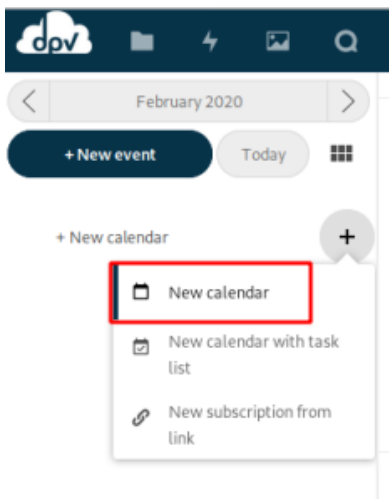 dpv
February 2020
+ New event
Today
+ New calendar
New calendar
New calendar with task
list
New subscription from
link